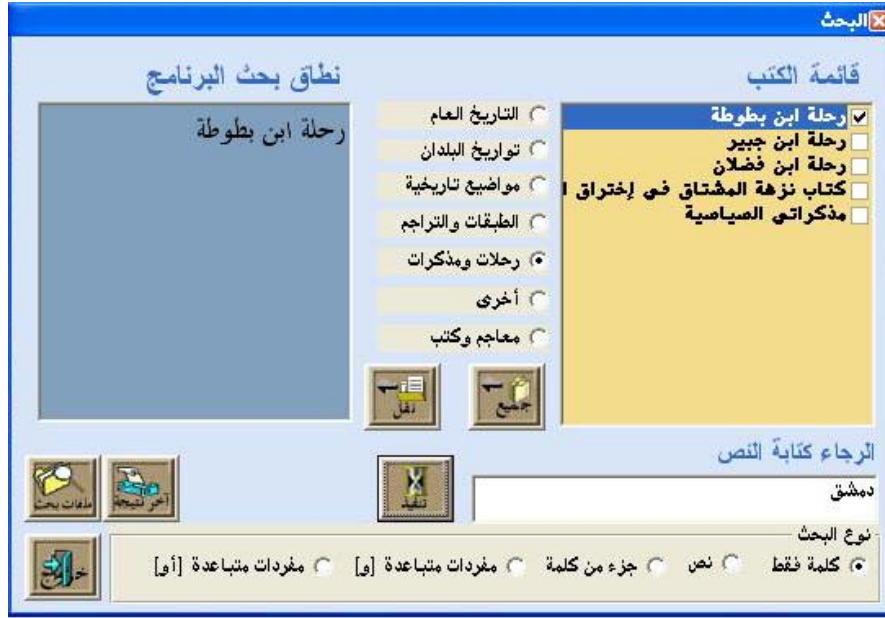 البحث
قائمة الكتب
رحلة ابن بطوطة
رحلة ابن جبير
رحلة ابن فضلان
كتاب نزهة المشتاق في إختراق ا
مذكراتي السياسية
التاريخ العام
تواريخ البلدان
مواضيع تاريخية
الطبقات والتراجم
رحلات ومذكرات
أخرى
معاجم وكتب
جميع
نقل
نطاق بحث البرنامج
رحلة ابن بطوطة
الرجاء كتابة النص
دمشق
تنفيذ
آخر نتيجة
ملفات بحث
نوع البحث
كلمة فقط
نص
جزء من كلمة
مفردات متباعدة [و]
مفردات متباعدة [أو]
خروج